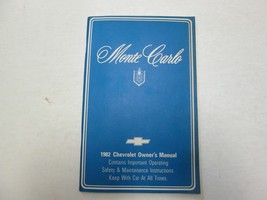 Monte Carlo
1982 Chevrolet Owner's Manual
Contains Important Operating
Safety & Maintenance Instructions
Keep With Car At All Times.